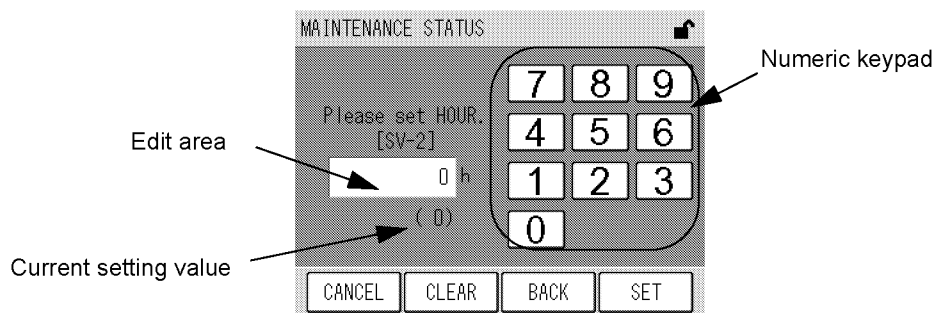 MAINTENANCE STATUS
Numeric keypad
7 8 9
Please set HOUR.
4 5 6
[SV-2]
Edit area
0 h
1 2 3
( 0)
0
Current setting value
CANCEL CLEAR BACK SET